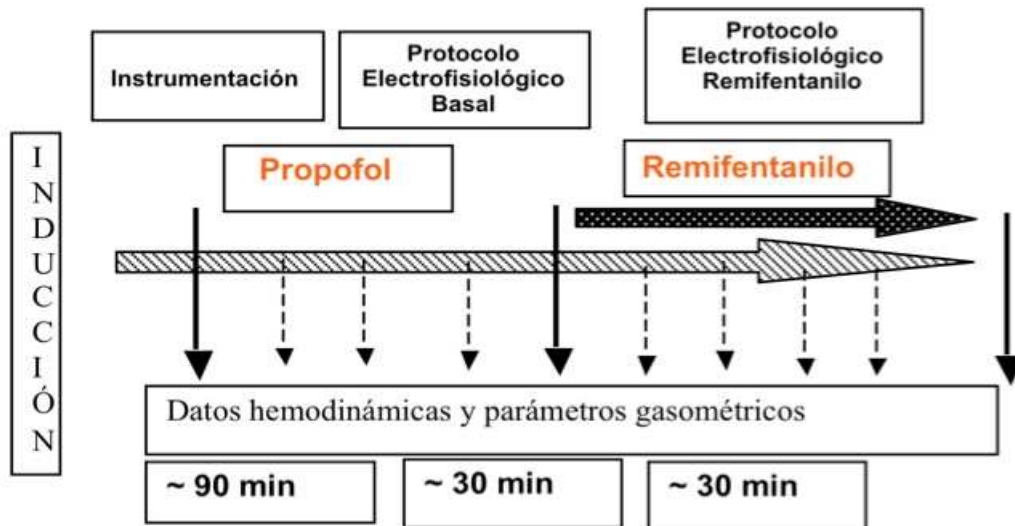 Instrumentación
Protocolo
Electrofisiológico
Basal
Protocolo
Electrofisiológico
Remifentanilo
INDUCCIÓN
Propofol
Remifentanilo
Datos hemodinámicas y parámetros gasométricos
~ 90 min
~ 30 min
~ 30 min